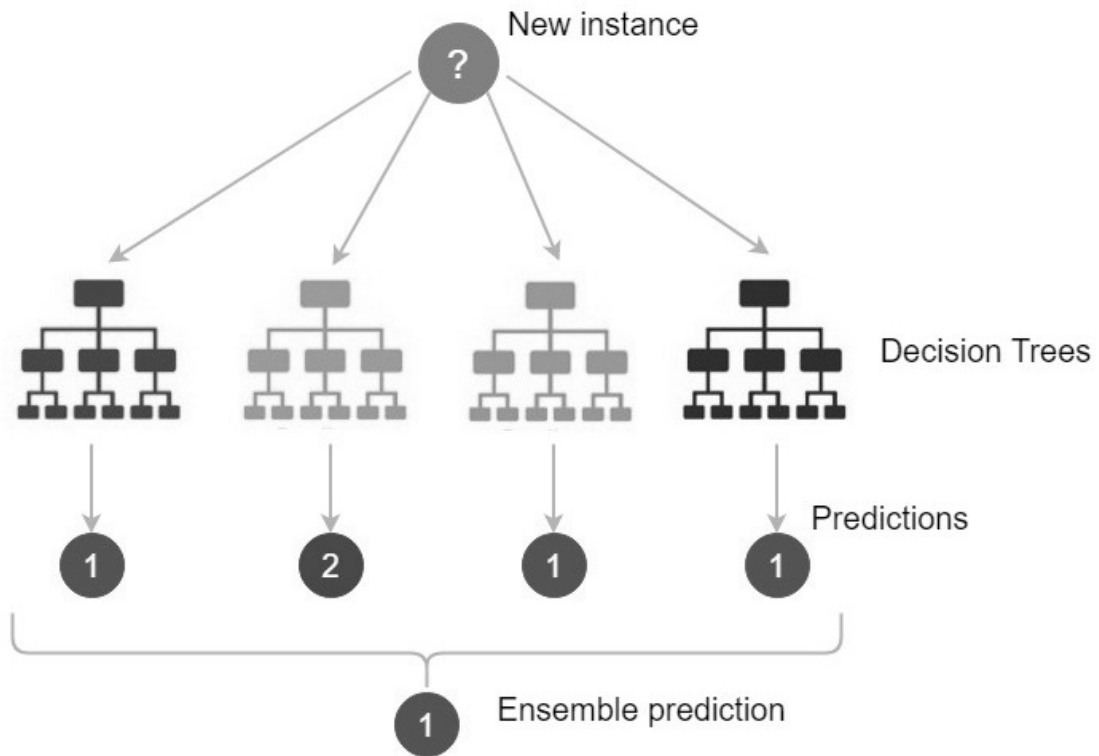 New instance
?
Decision Trees
Predictions
1 2 1 1
1 Ensemble prediction